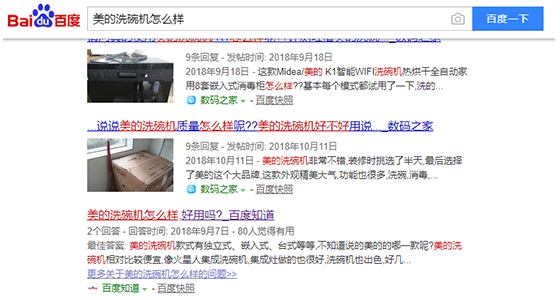 Bai du 百度
美的洗碗机怎么样
百度一下
9条回复 - 发帖时间: 2018年9月18日
2018年9月18日 - 这款Midea/美的 K1智能WIFI洗碗机热烘干全自动家
用8套嵌入式消毒柜怎么样??基本每个模式都试用了一下,洗的...
数码之家 - 百度快照
...说说美的洗碗机质量怎么样呢??美的洗碗机好不好用说..._数码之家
9条回复 - 发帖时间: 2018年10月11日
2018年10月11日 - 美的洗碗机非常不错,装修时挑选了半天,最后选择
了美的这个大品牌,这款外观精美大气,功能也很多,洗碗,消毒,...
数码之家 - 百度快照
美的洗碗机怎么样,好用吗?_百度知道
2个回答 - 回答时间: 2018年9月7日 - 80人觉得有用
最佳答案: 美的洗碗机款式有独立式、嵌入式、台式等等,不知道说的美的的哪一款呢?美的洗
碗机相对比较便宜,像火星人集成洗碗机,集成灶做的也很好,洗碗机也出色,好几...
更多关于美的洗碗机怎么样的问题>>
百度知道 - 百度快照